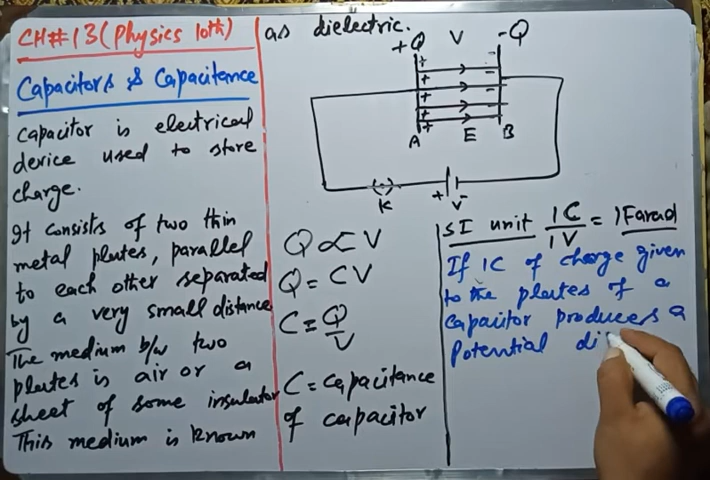 CH#13(Physics 10th)
Capacitors & Capacitance
Capacitor is electrical
device used to store
charge.
It consists of two thin
metal plates, parallel
to each other separated
by a very small distance
The medium b/w two
plates is air or a
sheet of some insulator
This medium is known
as dielectric.
+Q V -Q
A E B
K + V -
Q ∝ V
Q = CV
C = Q/V
C = capacitance
of capacitor
SI unit 1C/1V = 1 Farad
If 1C of charge given
to the plates of a
capacitor produces a
potential di